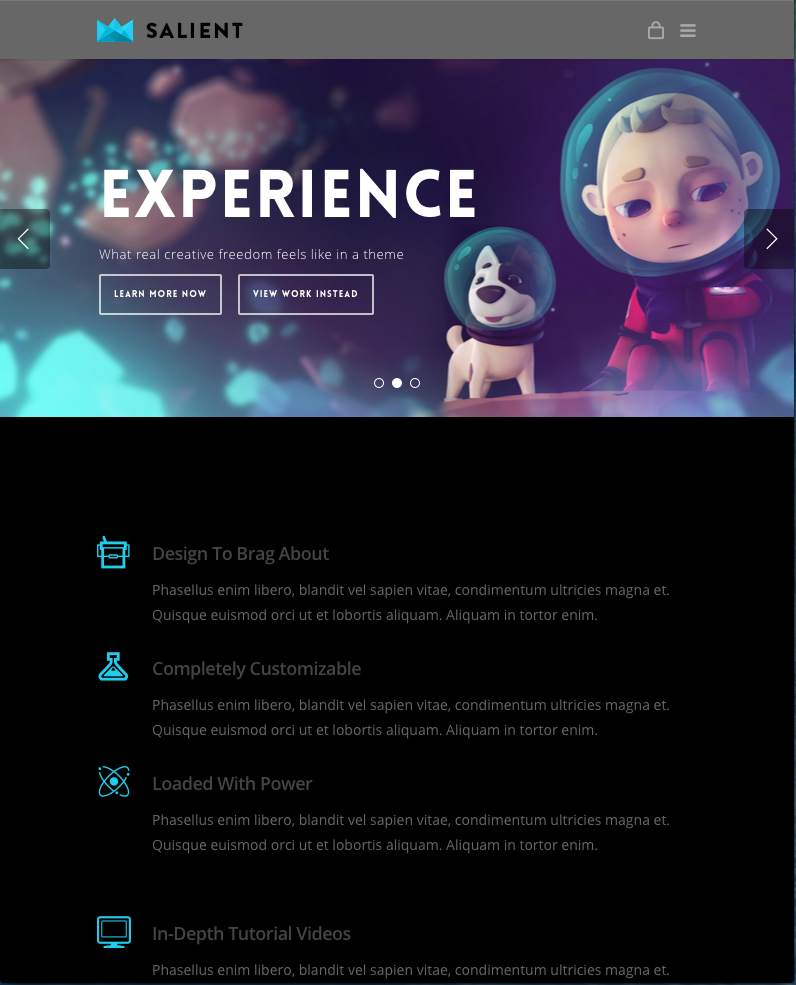 SALIENT
EXPERIENCE
What real creative freedom feels like in a theme
LEARN MORE NOW
VIEW WORK INSTEAD
Design To Brag About
Phasellus enim libero, blandit vel sapien vitae, condimentum ultricies magna et.
Quisque euismod orci ut et lobortis aliquam. Aliquam in tortor enim.
Completely Customizable
Phasellus enim libero, blandit vel sapien vitae, condimentum ultricies magna et.
Quisque euismod orci ut et lobortis aliquam. Aliquam in tortor enim.
Loaded With Power
Phasellus enim libero, blandit vel sapien vitae, condimentum ultricies magna et.
Quisque euismod orci ut et lobortis aliquam. Aliquam in tortor enim.
In-Depth Tutorial Videos
Phasellus enim libero, blandit vel sapien vitae, condimentum ultricies magna et.